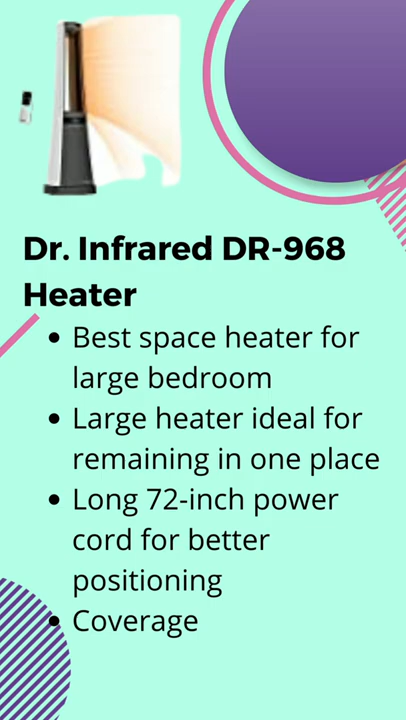 Dr. Infrared DR-968
Heater
• Best space heater for
large bedroom
• Large heater ideal for
remaining in one place
• Long 72-inch power
cord for better
positioning
• Coverage